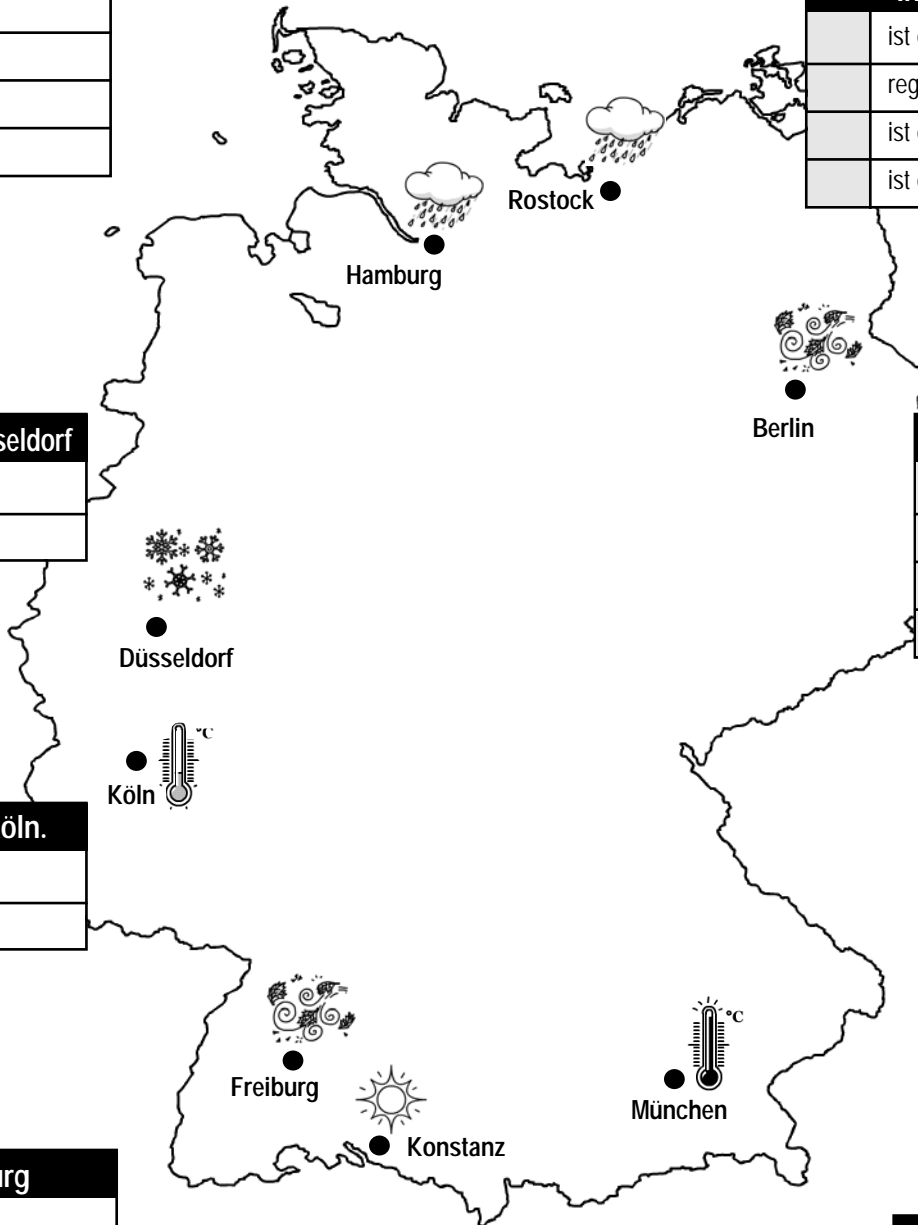 ist
reg
ist
ist
Rostock
Hamburg
Berlin
seldorf
Düsseldorf
°C
Köln
öln.
°C
Freiburg
München
Konstanz
urg